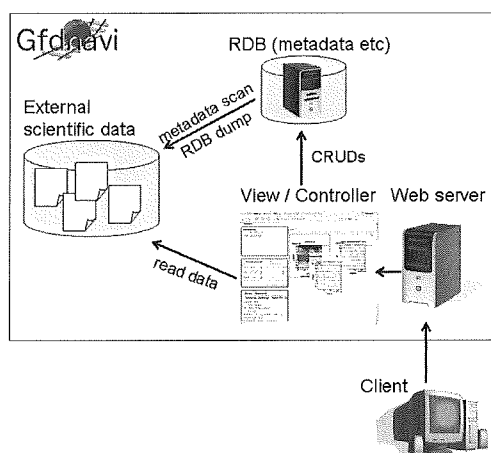 Gfdnavi
RDB (metadata etc)
External
scientific data
metadata scan
RDB dump
CRUDs
View / Controller
Web server
read data
Client